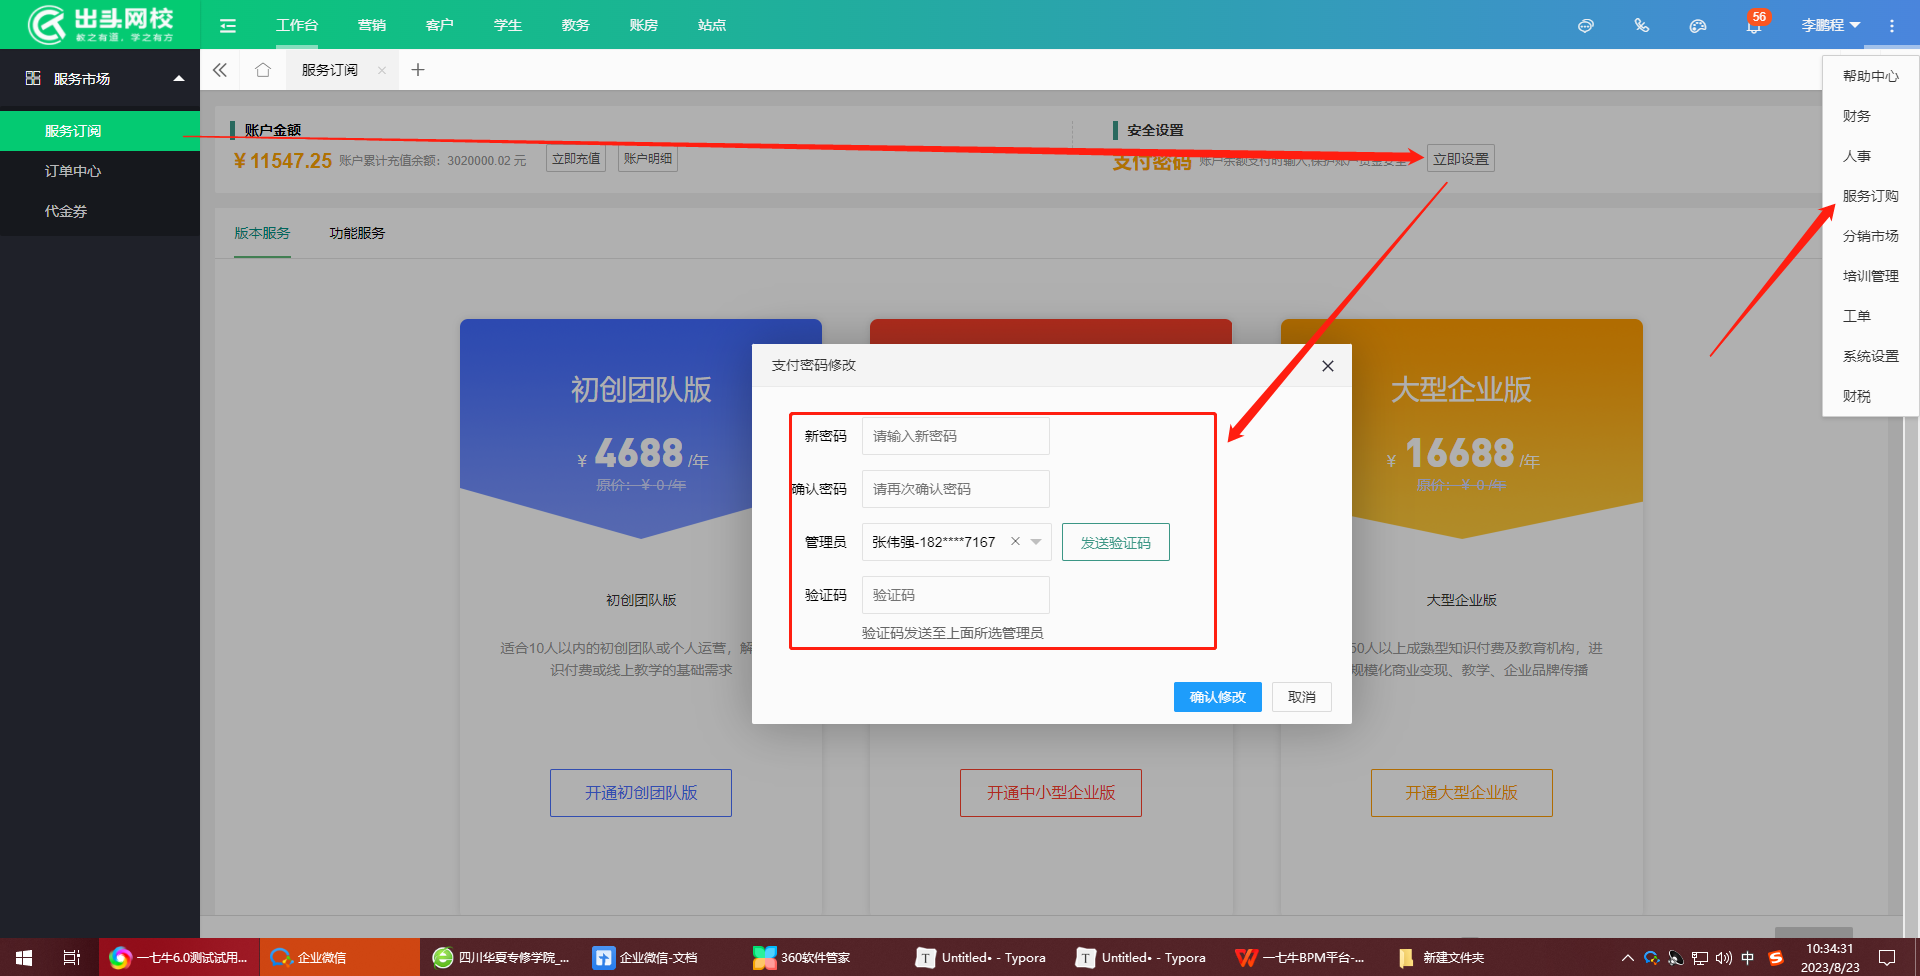 出头网校
教之有道，学之有方
工作台 营销 客户 学生 教务 账房 站点
56
李鹏程
服务市场
服务订阅
订单中心
代金券
服务订阅
帮助中心
财务
人事
服务订购
分销市场
培训管理
工单
系统设置
财税
账户金额
¥11547.25 账户累计充值余额：3020000.02 元 立即充值 账户明细
安全设置
支付密码 账户余额支付时输入,保护账户资金安全 立即设置
版本服务 功能服务
初创团队版
¥ 4688 /年
原价：¥ 0 /年
初创团队版
适合10人以内的初创团队或个人运营，解
识付费或线上教学的基础需求
开通初创团队版
开通中小型企业版
大型企业版
¥ 16688 /年
原价：¥ 0 /年
大型企业版
50人以上成熟型知识付费及教育机构，进
规模化商业变现、教学、企业品牌传播
开通大型企业版
支付密码修改
新密码 请输入新密码
确认密码 请再次确认密码
管理员 张伟强-182****7167 发送验证码
验证码 验证码
验证码发送至上面所选管理员
确认修改 取消
一七牛6.0测试试用... 企业微信 四川华夏专修学院_... 企业微信-文档 360软件管家 Untitled• - Typora Untitled• - Typora 一七牛BPM平台-... 新建文件夹
中
10:34:31
2023/8/23